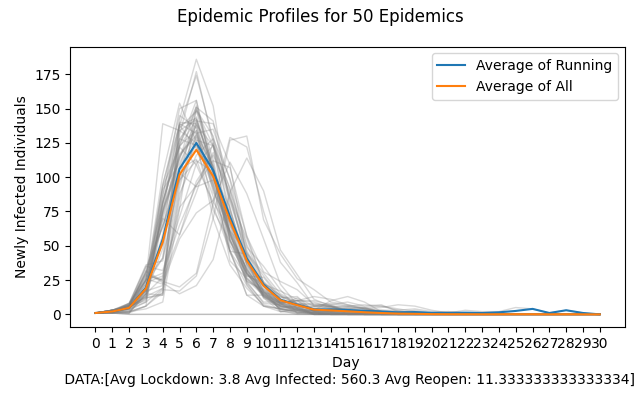 Epidemic Profiles for 50 Epidemics
Average of Running
Average of All
Newly Infected Individuals
175
150
125
100
75
50
25
0
0 1 2 3 4 5 6 7 8 9 10 11 12 13 14 15 16 17 18 19 20 21 22 23 24 25 26 27 28 29 30
Day
DATA:[Avg Lockdown: 3.8 Avg Infected: 560.3 Avg Reopen: 11.333333333333334]